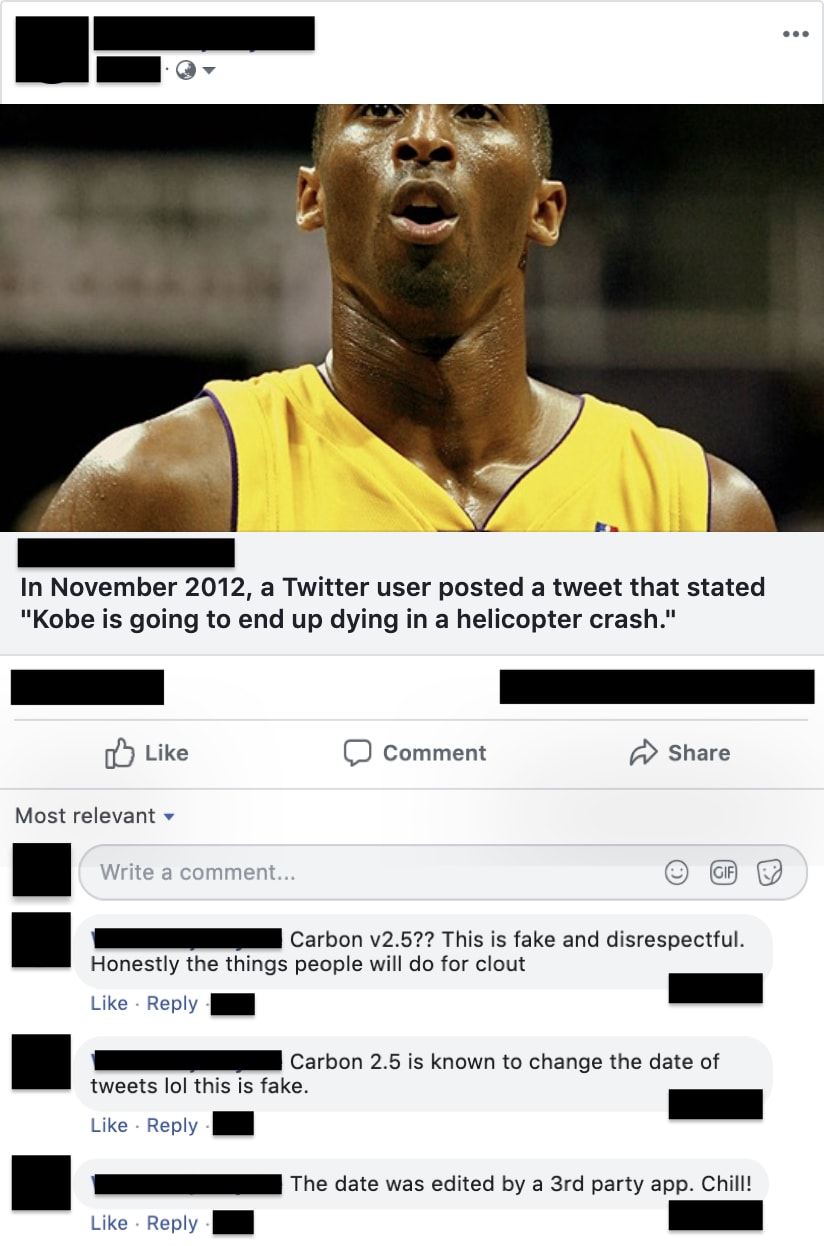 In November 2012, a Twitter user posted a tweet that stated
"Kobe is going to end up dying in a helicopter crash."
Like
Comment
Share
Most relevant
Write a comment...
GIF
Carbon v2.5?? This is fake and disrespectful.
Honestly the things people will do for clout
Like · Reply ·
Carbon 2.5 is known to change the date of
tweets lol this is fake.
Like · Reply ·
The date was edited by a 3rd party app. Chill!
Like · Reply ·